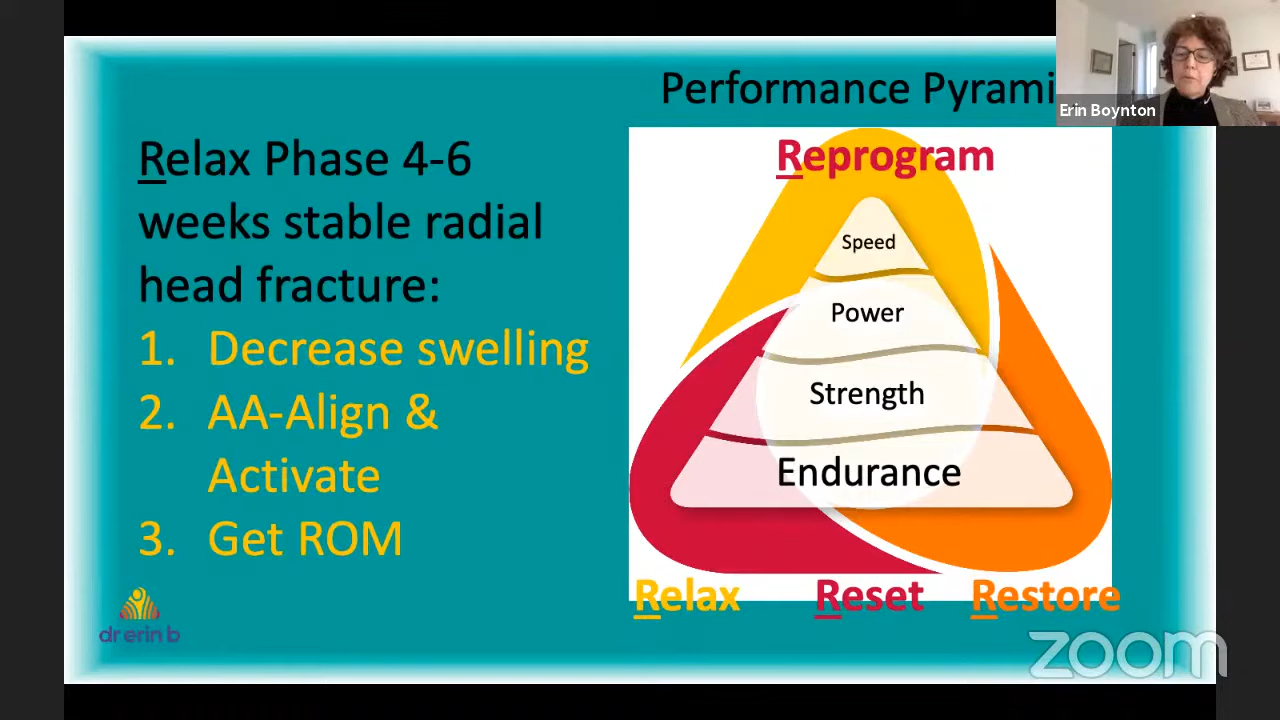 Performance Pyrami
Erin Boynton
Relax Phase 4-6
weeks stable radial
head fracture:
1. Decrease swelling
2. AA-Align &
Activate
3. Get ROM
Reprogram
Speed
Power
Strength
Endurance
Relax Reset Restore
dr erin b
zoom